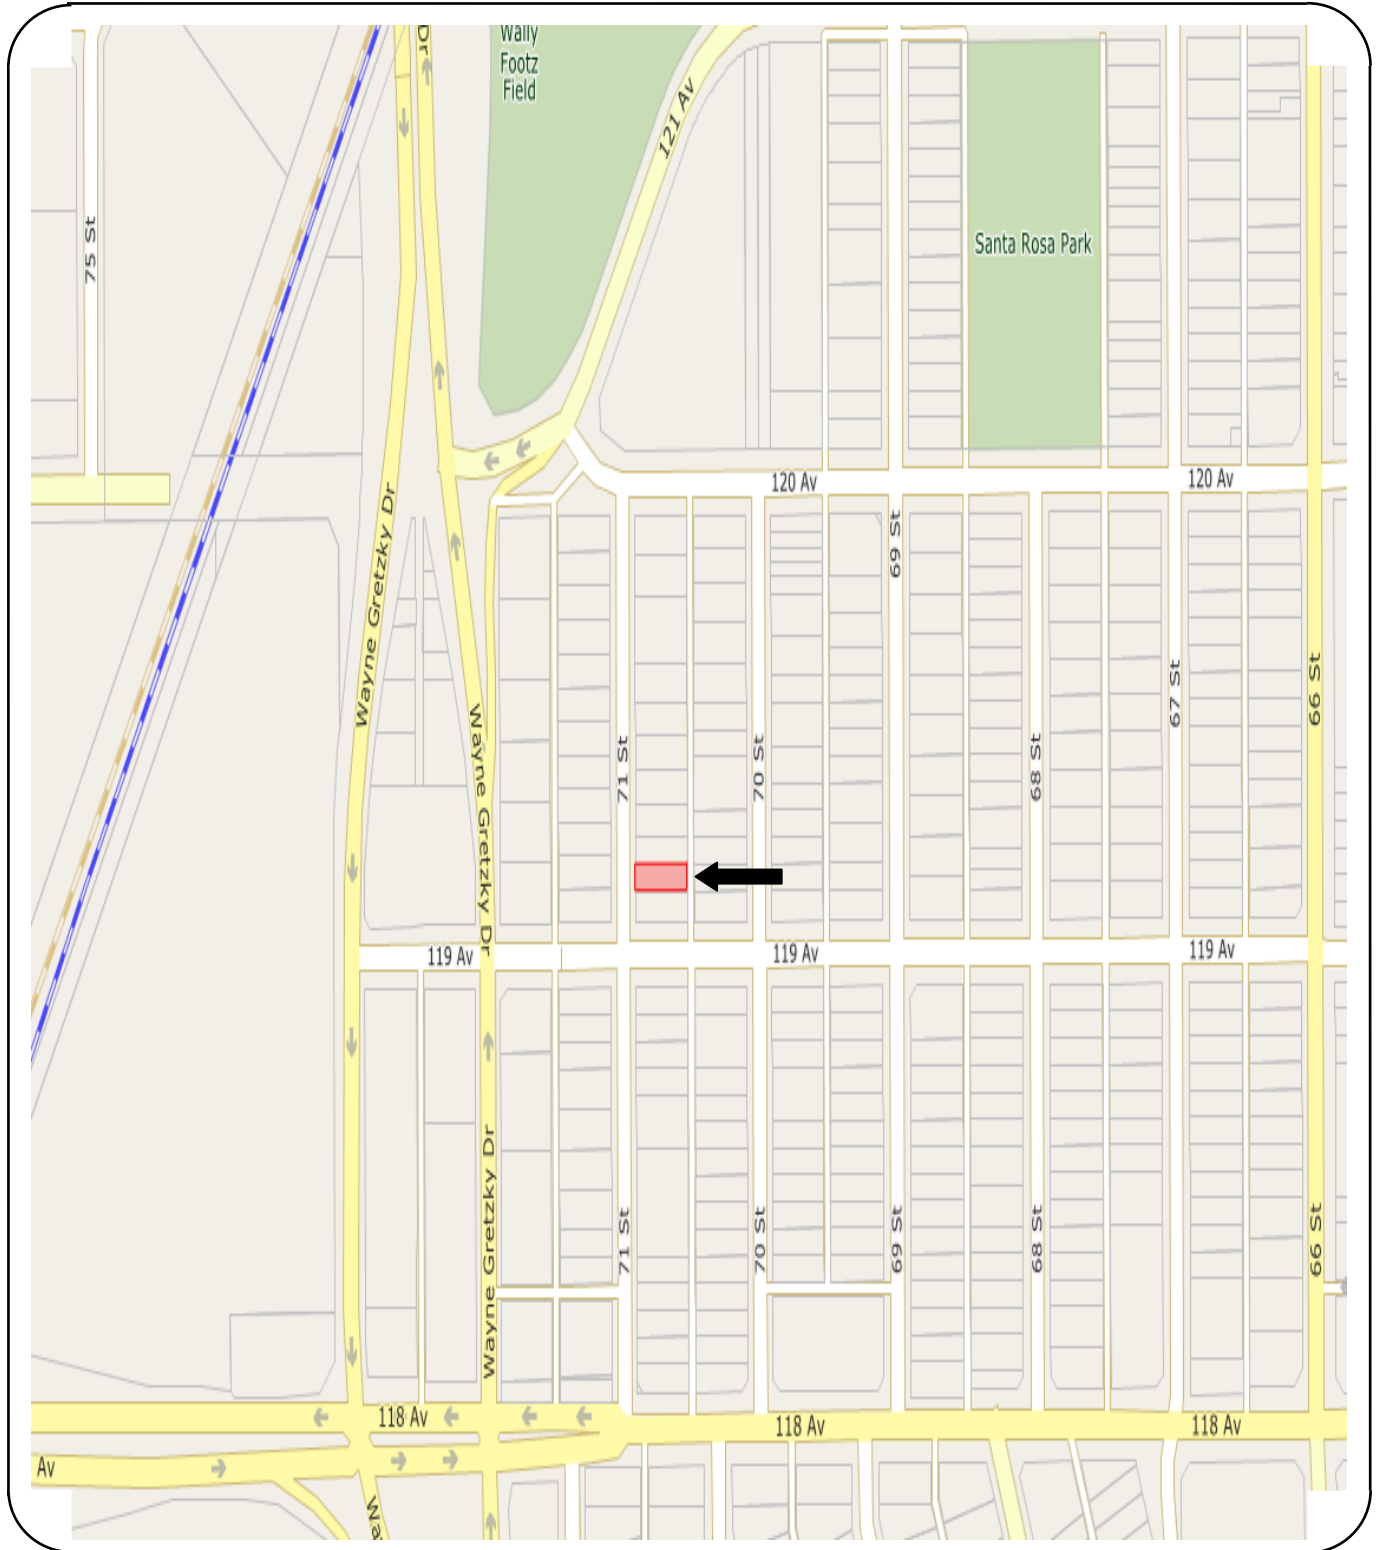 Wally
Footz
Field
Dr
121 Av
75 St
Santa Rosa Park
120 Av
120 Av
Wayne Gretzky Dr
69 St
67 St
66 St
Wayne Gretzky Dr
71 St
70 St
68 St
119 Av
119 Av
119 Av
Wayne Gretzky Dr
71 St
70 St
69 St
68 St
66 St
118 Av
118 Av
118 Av
Av